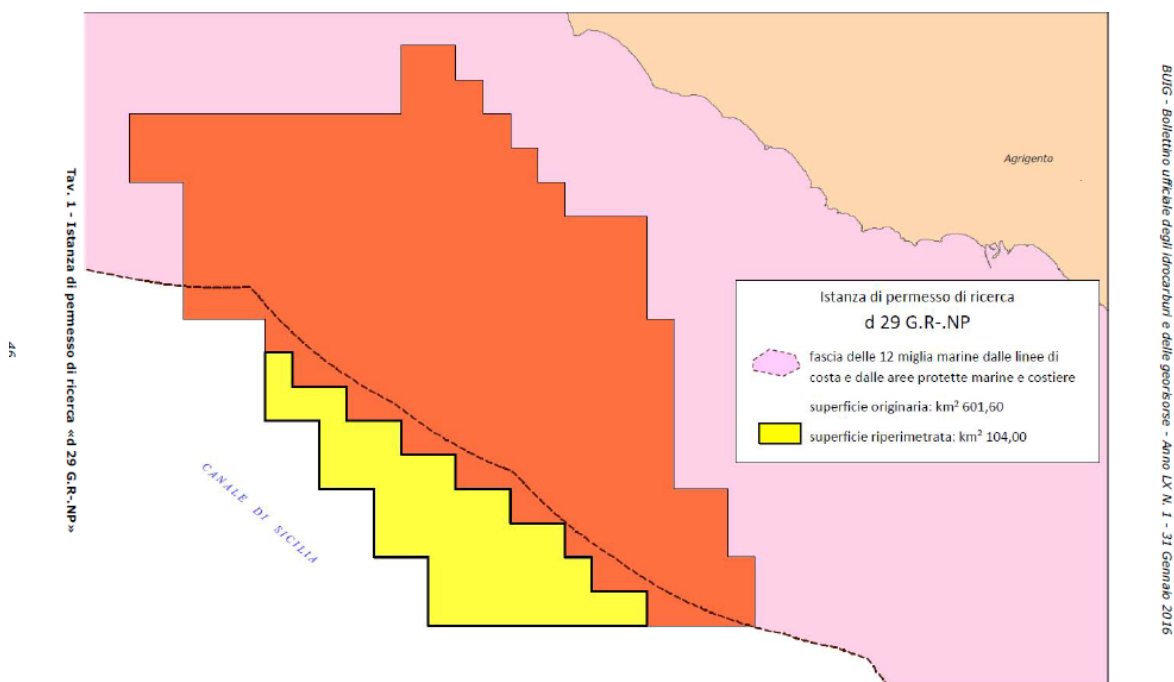 BUIG - Bollettino ufficiale degli idrocarburi e delle georisorse - Anno LX N. 1 - 31 Gennaio 2016
Agrigento
Istanza di permesso di ricerca
d 29 G.R-.NP
fascia delle 12 miglia marine dalle linee di
costa e dalle aree protette marine e costiere
superficie originaria: km² 601,60
superficie riperimetrata: km² 104,00
CANALE DI SICILIA
Tav. 1 - Istanza di permesso di ricerca «d 29 G.R-.NP»
46